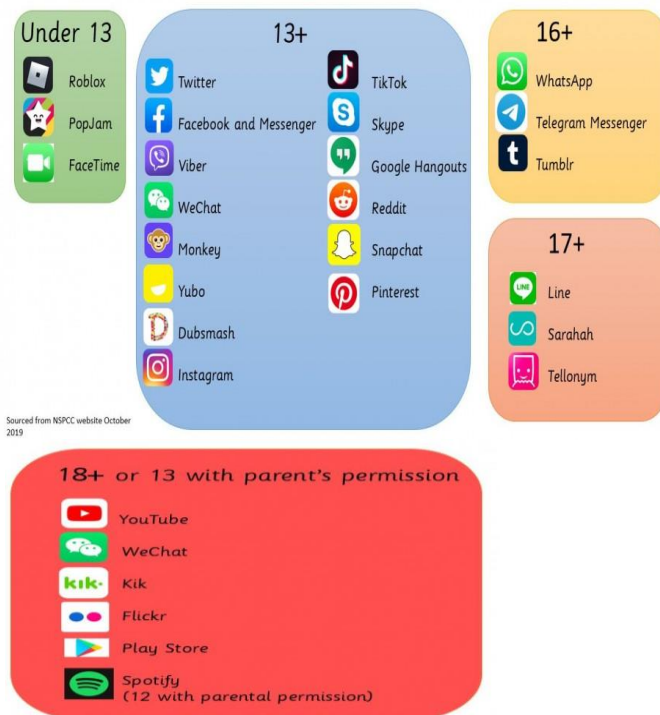 Under 13
Roblox
PopJam
FaceTime
13+
Twitter
Facebook and Messenger
Viber
WeChat
Monkey
Yubo
Dubsmash
Instagram
TikTok
Skype
Google Hangouts
Reddit
Snapchat
Pinterest
16+
WhatsApp
Telegram Messenger
t
Tumblr
17+
LINE
Line
Sarahah
Tellonym
Sourced from NSPCC website October
2019
18+ or 13 with parent's permission
YouTube
WeChat
kik·
Kik
Flickr
Play Store
Spotify
(12 with parental permission)